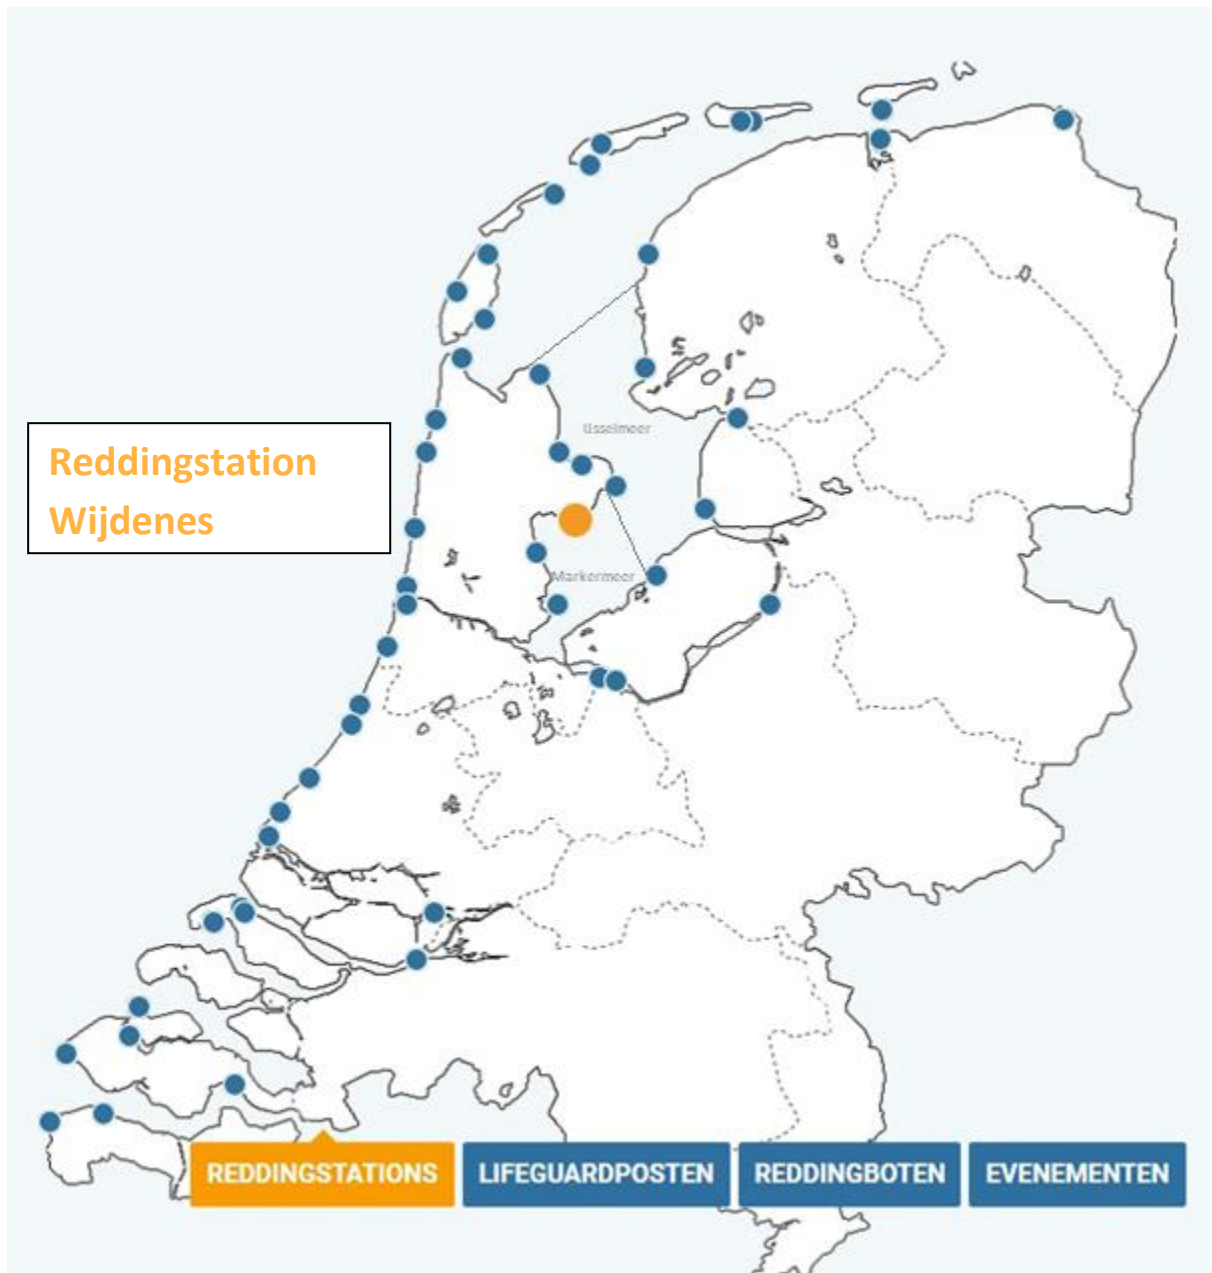 IJsselmeer
Reddingstation
Wijdenes
Markermeer
REDDINGSTATIONS
LIFEGUARDPOSTEN
REDDINGBOTEN
EVENEMENTEN